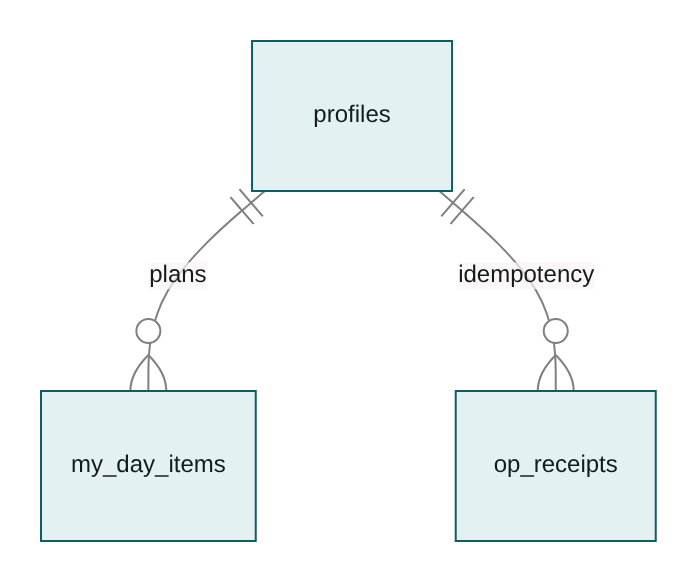 profiles
plans
idempotency
my_day_items
op_receipts